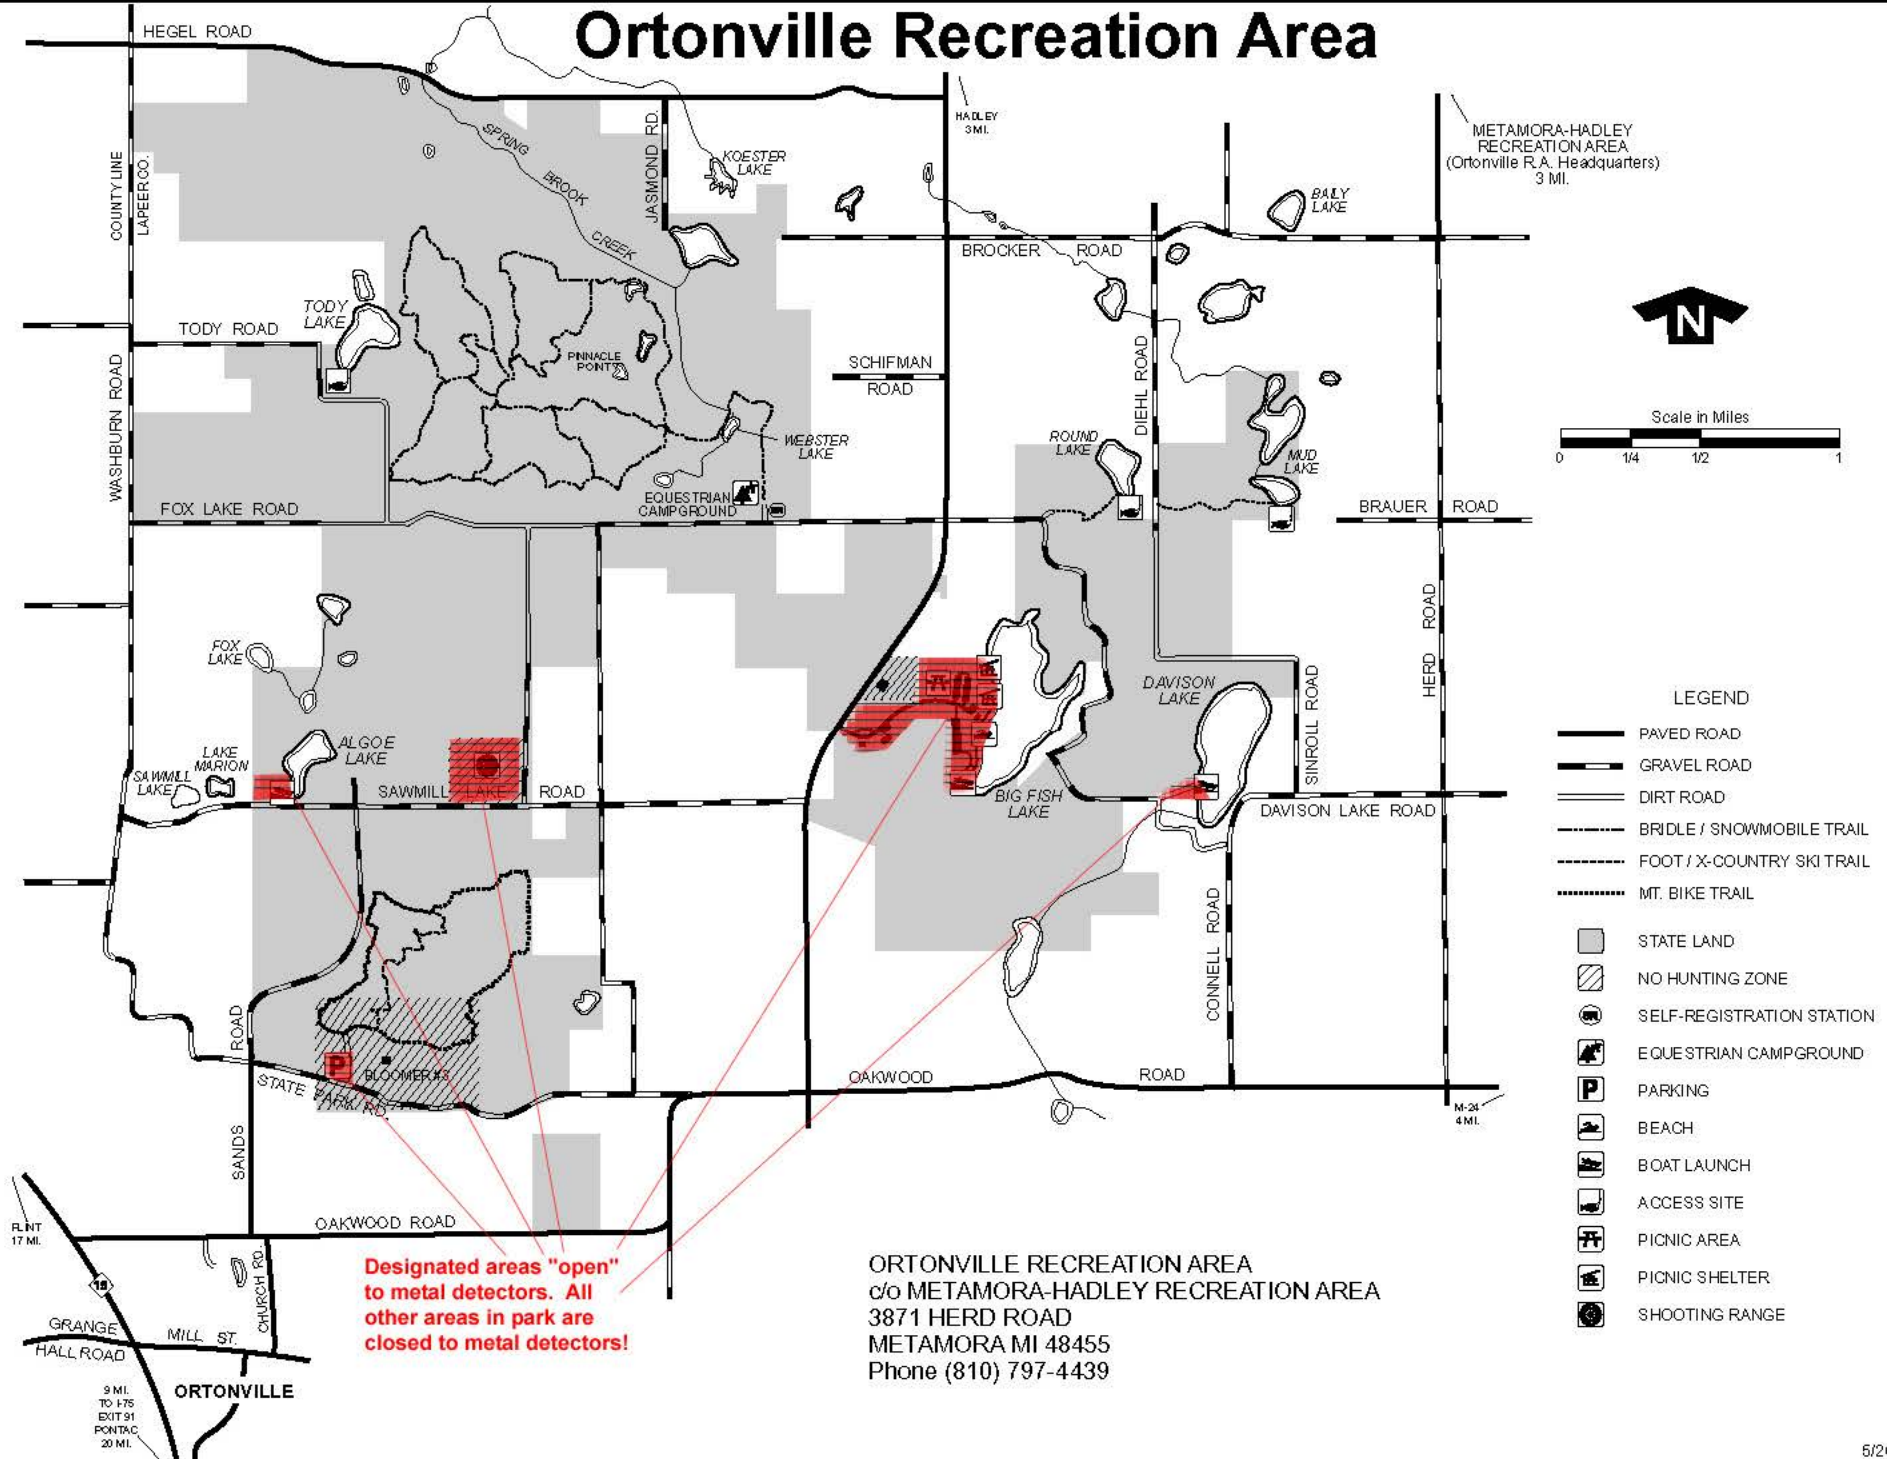 Ortonville Recreation Area
HEGEL ROAD
HADLEY
3 MI.
METAMORA-HADLEY
RECREATION AREA
(Ortonville R.A. Headquarters)
3 MI.
COUNTY LINE
LAPEER CO.
SPRING
BROOK
CREEK
JASMOND RD.
KOESTER
LAKE
BAILY
LAKE
BROCKER ROAD
TODY
LAKE
TODY ROAD
N
PINNACLE
POINT
SCHIFMAN
ROAD
DIEHL ROAD
WASHBURN ROAD
Scale in Miles
0 1/4 1/2 1
WEBSTER
LAKE
ROUND
LAKE
MUD
LAKE
EQUESTRIAN
CAMPGROUND
SR
FOX LAKE ROAD
BRAUER ROAD
HERD ROAD
FOX
LAKE
DAVISON
LAKE
SINROLL ROAD
ALGOE
LAKE
LAKE
MARION
SAWMILL
LAKE
SAWMILL LAKE ROAD
BIG FISH
LAKE
DAVISON LAKE ROAD
CONNELL ROAD
LEGEND
PAVED ROAD
GRAVEL ROAD
DIRT ROAD
BRIDLE / SNOWMOBILE TRAIL
FOOT / X-COUNTRY SKI TRAIL
MT. BIKE TRAIL
STATE LAND
NO HUNTING ZONE
SR SELF-REGISTRATION STATION
EQUESTRIAN CAMPGROUND
P PARKING
BEACH
BOAT LAUNCH
ACCESS SITE
PICNIC AREA
PICNIC SHELTER
SHOOTING RANGE
SANDS ROAD
P
BLOOMER #3
STATE PARK RD.
OAKWOOD ROAD
M-24
4 MI.
OAKWOOD ROAD
FLINT
17 MI.
15
CHURCH RD.
GRANGE
HALL ROAD
MILL ST.
ORTONVILLE
9 MI.
TO I-75
EXIT 91
PONTIAC
20 MI.
Designated areas "open"
to metal detectors. All
other areas in park are
closed to metal detectors!
ORTONVILLE RECREATION AREA
c/o METAMORA-HADLEY RECREATION AREA
3871 HERD ROAD
METAMORA MI 48455
Phone (810) 797-4439